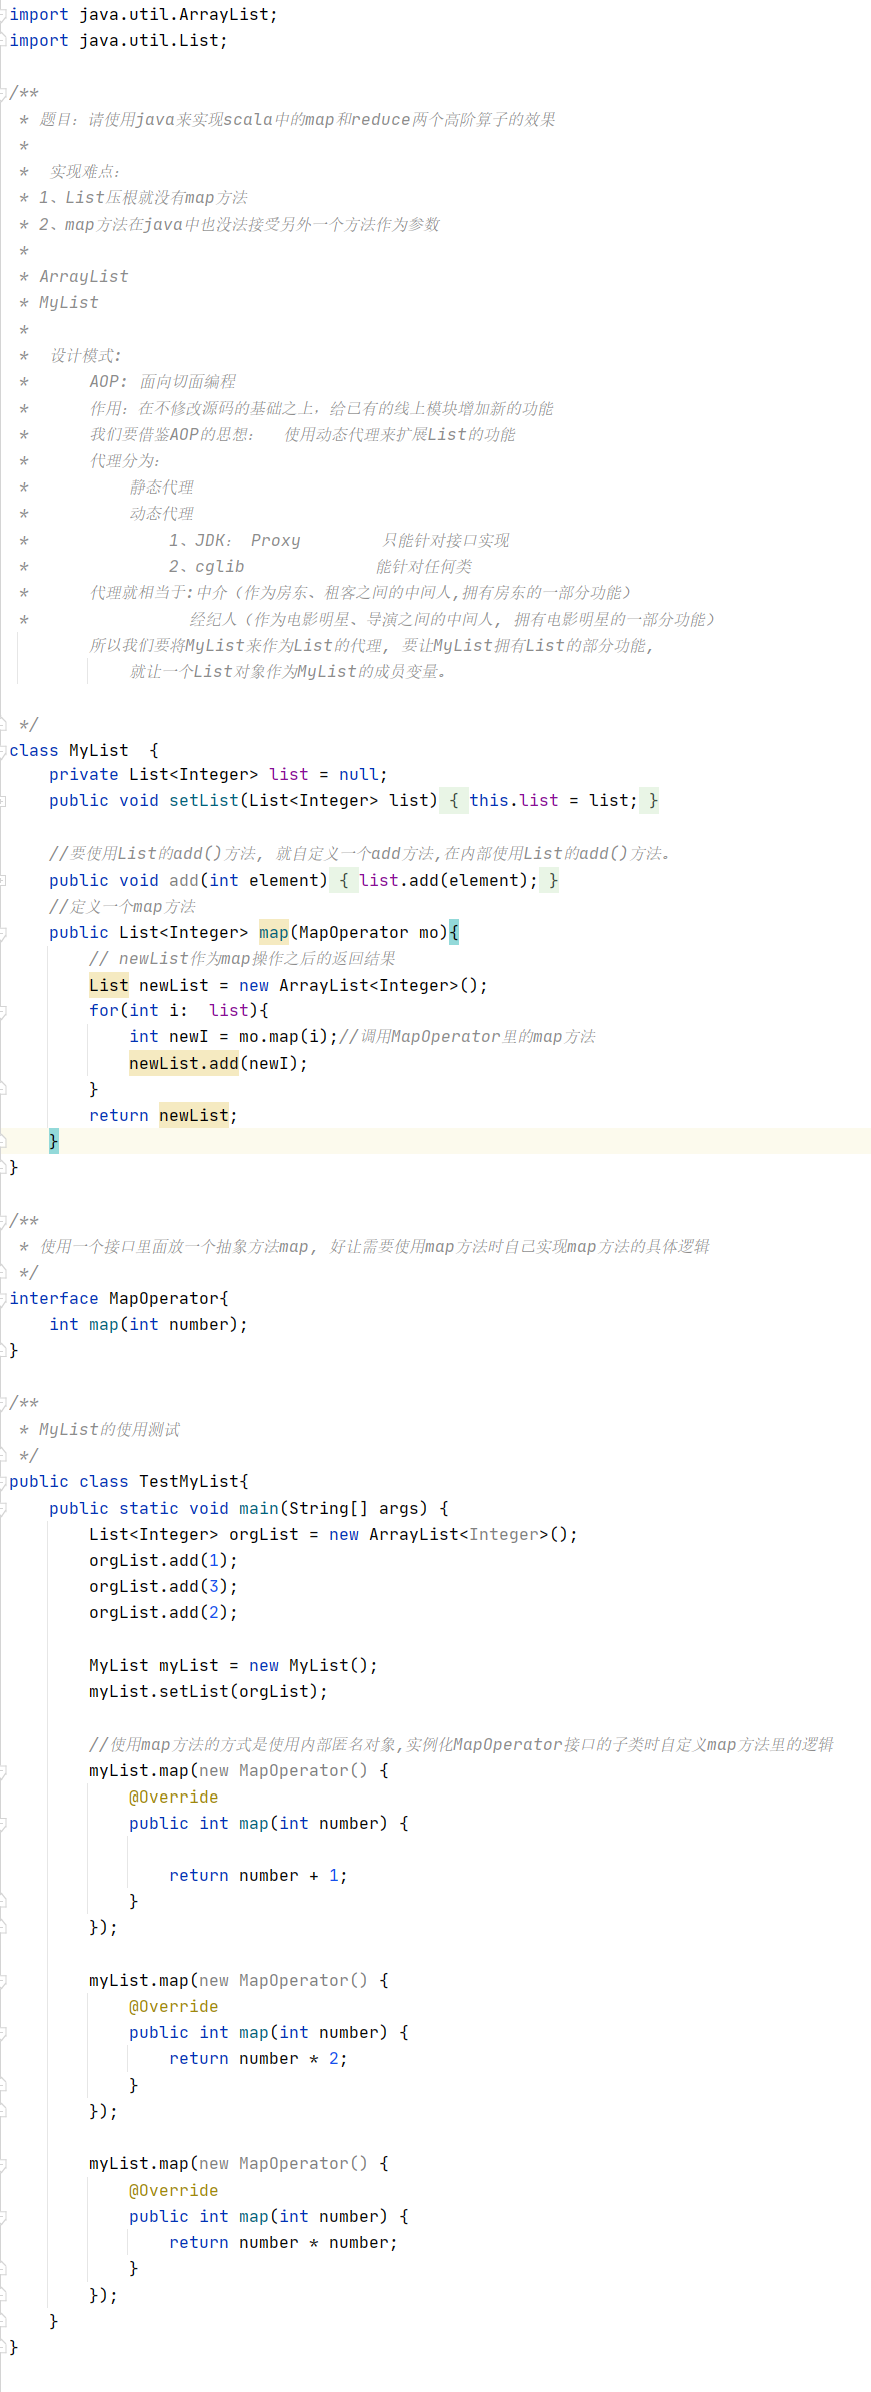 import java.util.ArrayList;
import java.util.List;
/**
 * 题目：请使用java来实现scala中的map和reduce两个高阶算子的效果
 *
 *  实现难点：
 * 1、List压根就没有map方法
 * 2、map方法在java中也没法接受另外一个方法作为参数
 *
 * ArrayList
 * MyList
 *
 *  设计模式:
 *      AOP: 面向切面编程
 *      作用：在不修改源码的基础之上，给已有的线上模块增加新的功能
 *      我们要借鉴AOP的思想：  使用动态代理来扩展List的功能
 *      代理分为：
 *          静态代理
 *          动态代理
 *              1、JDK： Proxy        只能针对接口实现
 *              2、cglib             能针对任何类
 *      代理就相当于:中介（作为房东、租客之间的中间人,拥有房东的一部分功能）
 *                经纪人（作为电影明星、导演之间的中间人, 拥有电影明星的一部分功能）
        所以我们要将MyList来作为List的代理, 要让MyList拥有List的部分功能,
            就让一个List对象作为MyList的成员变量。
 */
class MyList  {
    private List<Integer> list = null;
    public void setList(List<Integer> list) { this.list = list; }
    //要使用List的add()方法, 就自定义一个add方法,在内部使用List的add()方法。
    public void add(int element) { list.add(element); }
    //定义一个map方法
    public List<Integer> map(MapOperator mo){
        // newList作为map操作之后的返回结果
        List newList = new ArrayList<Integer>();
        for(int i:  list){
            int newI = mo.map(i);//调用MapOperator里的map方法
            newList.add(newI);
        }
        return newList;
    }
}
/**
 * 使用一个接口里面放一个抽象方法map, 好让需要使用map方法时自己实现map方法的具体逻辑
 */
interface MapOperator{
    int map(int number);
}
/**
 * MyList的使用测试
 */
public class TestMyList{
    public static void main(String[] args) {
        List<Integer> orgList = new ArrayList<Integer>();
        orgList.add(1);
        orgList.add(3);
        orgList.add(2);
        MyList myList = new MyList();
        myList.setList(orgList);
        //使用map方法的方式是使用内部匿名对象,实例化MapOperator接口的子类时自定义map方法里的逻辑
        myList.map(new MapOperator() {
            @Override
            public int map(int number) {
                return number + 1;
            }
        });
        myList.map(new MapOperator() {
            @Override
            public int map(int number) {
                return number * 2;
            }
        });
        myList.map(new MapOperator() {
            @Override
            public int map(int number) {
                return number * number;
            }
        });
    }
}